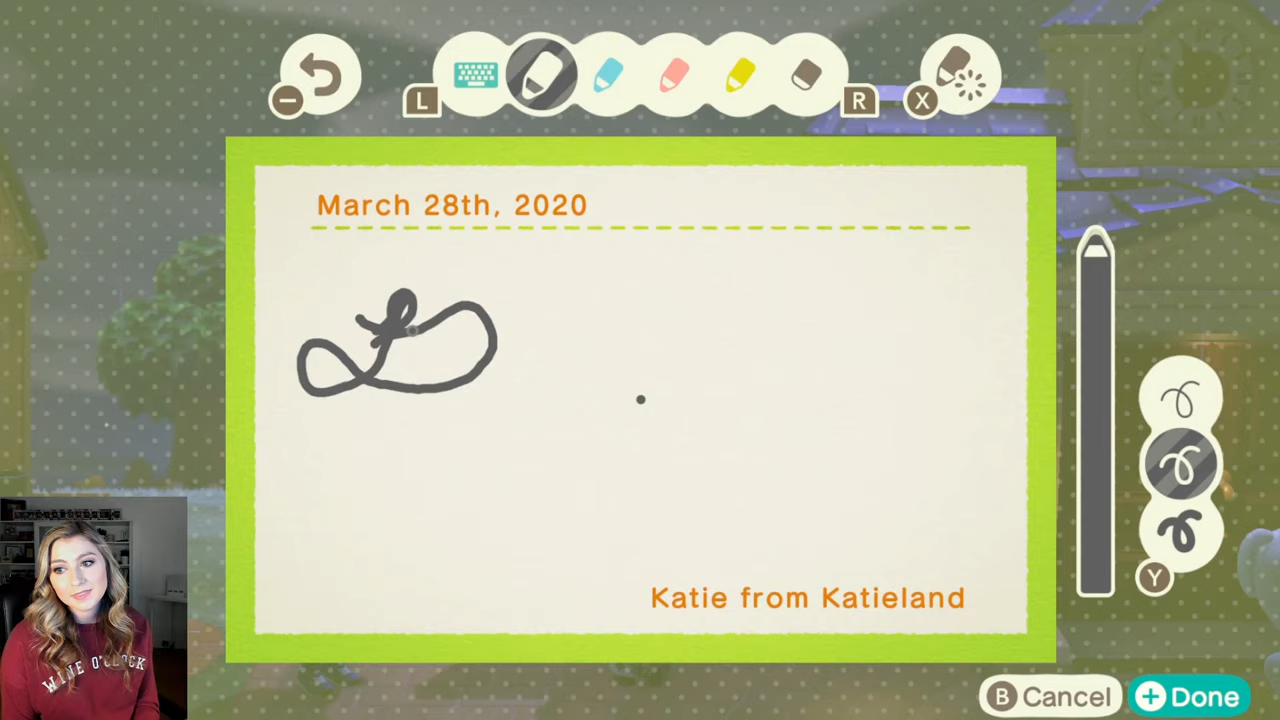 L
R
X
March 28th, 2020
Katie from Katieland
Y
WINE O'CLOCK
B Cancel
+ Done